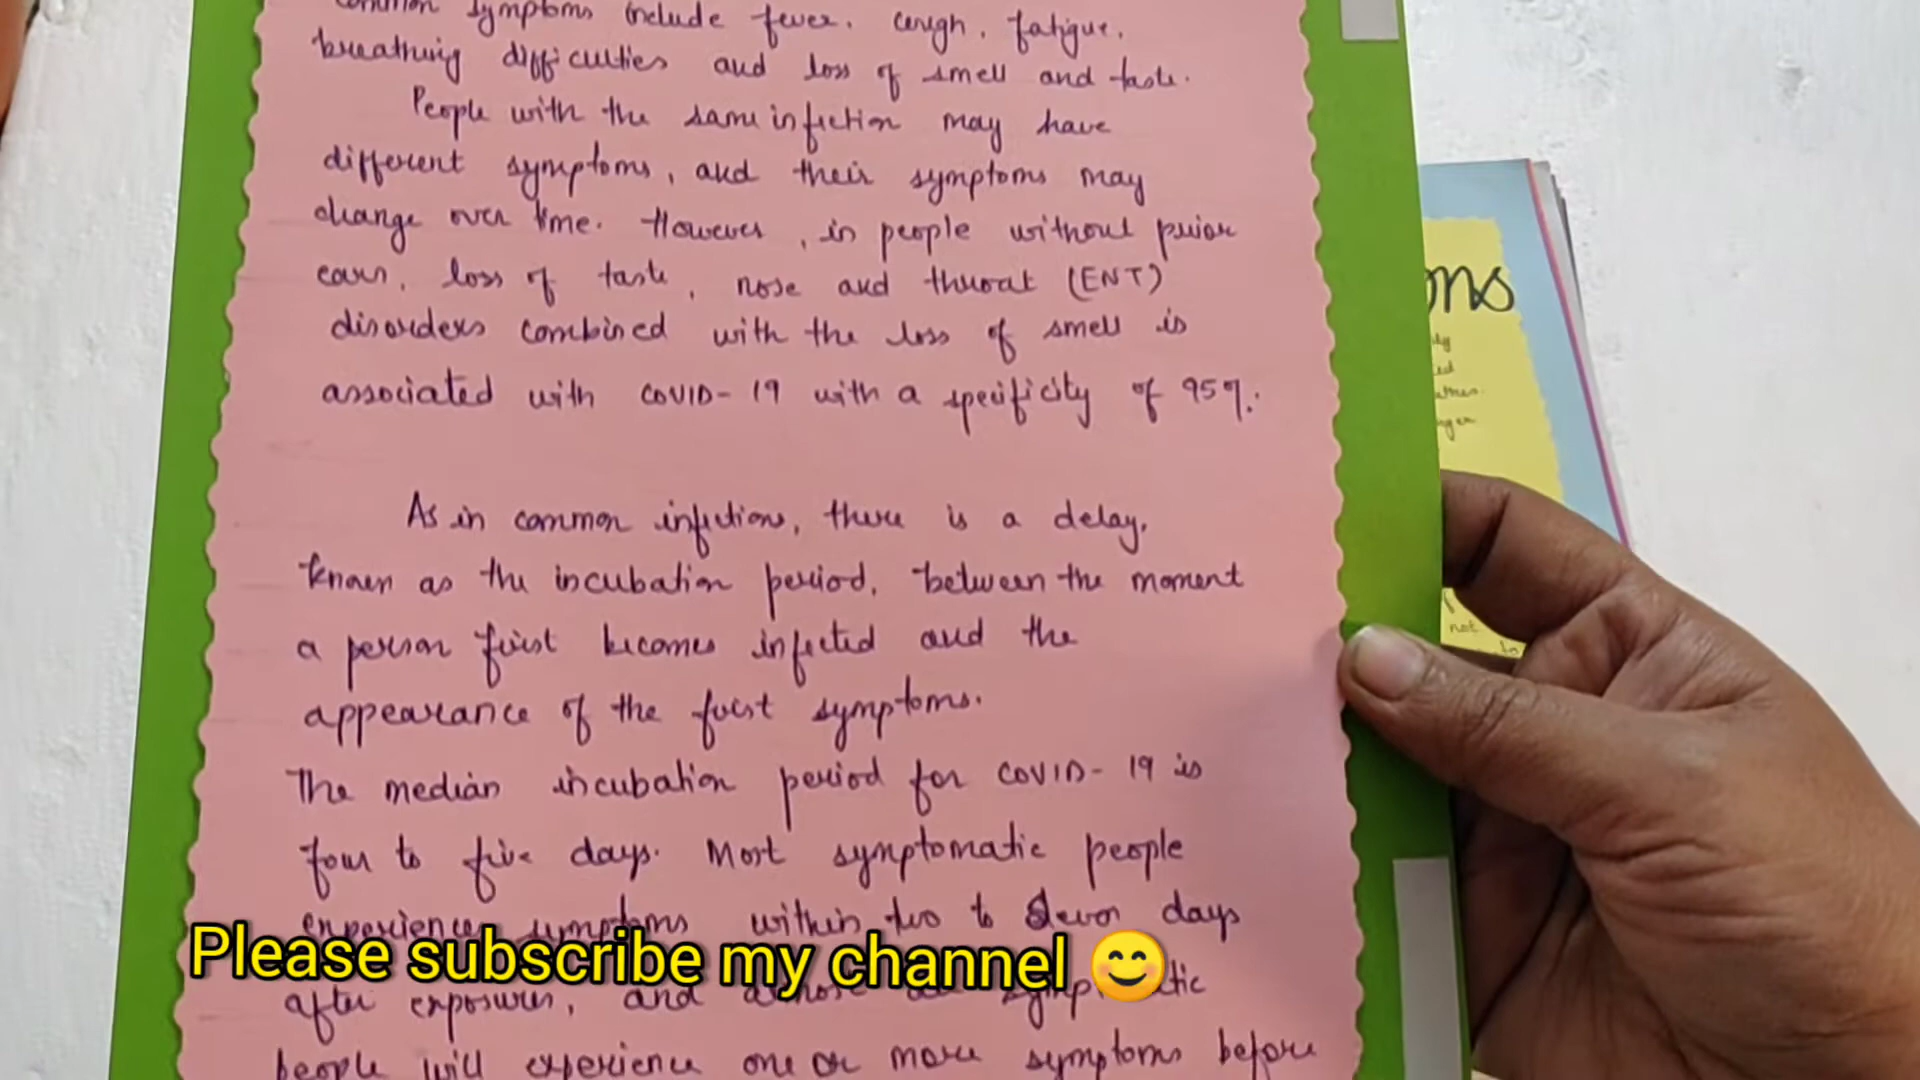 common symptoms include fever. cough, fatigue,
breathing difficulties and loss of smell and taste.
People with the same infection may have
different symptoms, and their symptoms may
change over time. However, in people without prior
ears, loss of taste, nose and throat (ENT)
disorders combined with the loss of smell is
associated with COVID-19 with a specificity of 95%.
As in common infections, there is a delay,
known as the incubation period, between the moment
a person first becomes infected and the
appearance of the first symptoms.
The median incubation period for COVID-19 is
four to five days. Most symptomatic people
experience symptoms within two to seven days
Please subscribe my channel 😊
after exposures, and
people will experience one or more symptoms before
ons
not